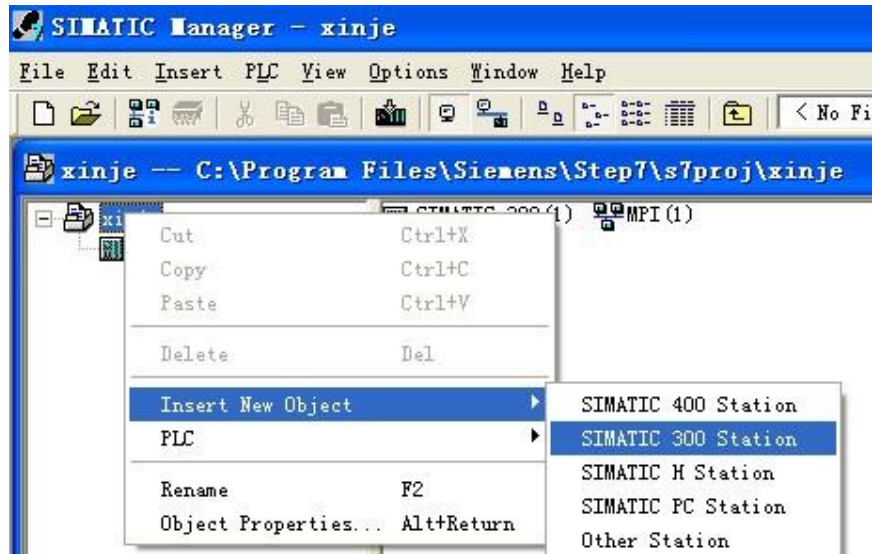 SIMATIC Manager - xinje
File Edit Insert PLC View Options Window Help
< No Fi
xinje -- C:\Program Files\Siemens\Step7\s7proj\xinje
MPI(1)
Cut Ctrl+X
Copy Ctrl+C
Paste Ctrl+V
Delete Del
Insert New Object
PLC
Rename F2
Object Properties... Alt+Return
SIMATIC 400 Station
SIMATIC 300 Station
SIMATIC H Station
SIMATIC PC Station
Other Station